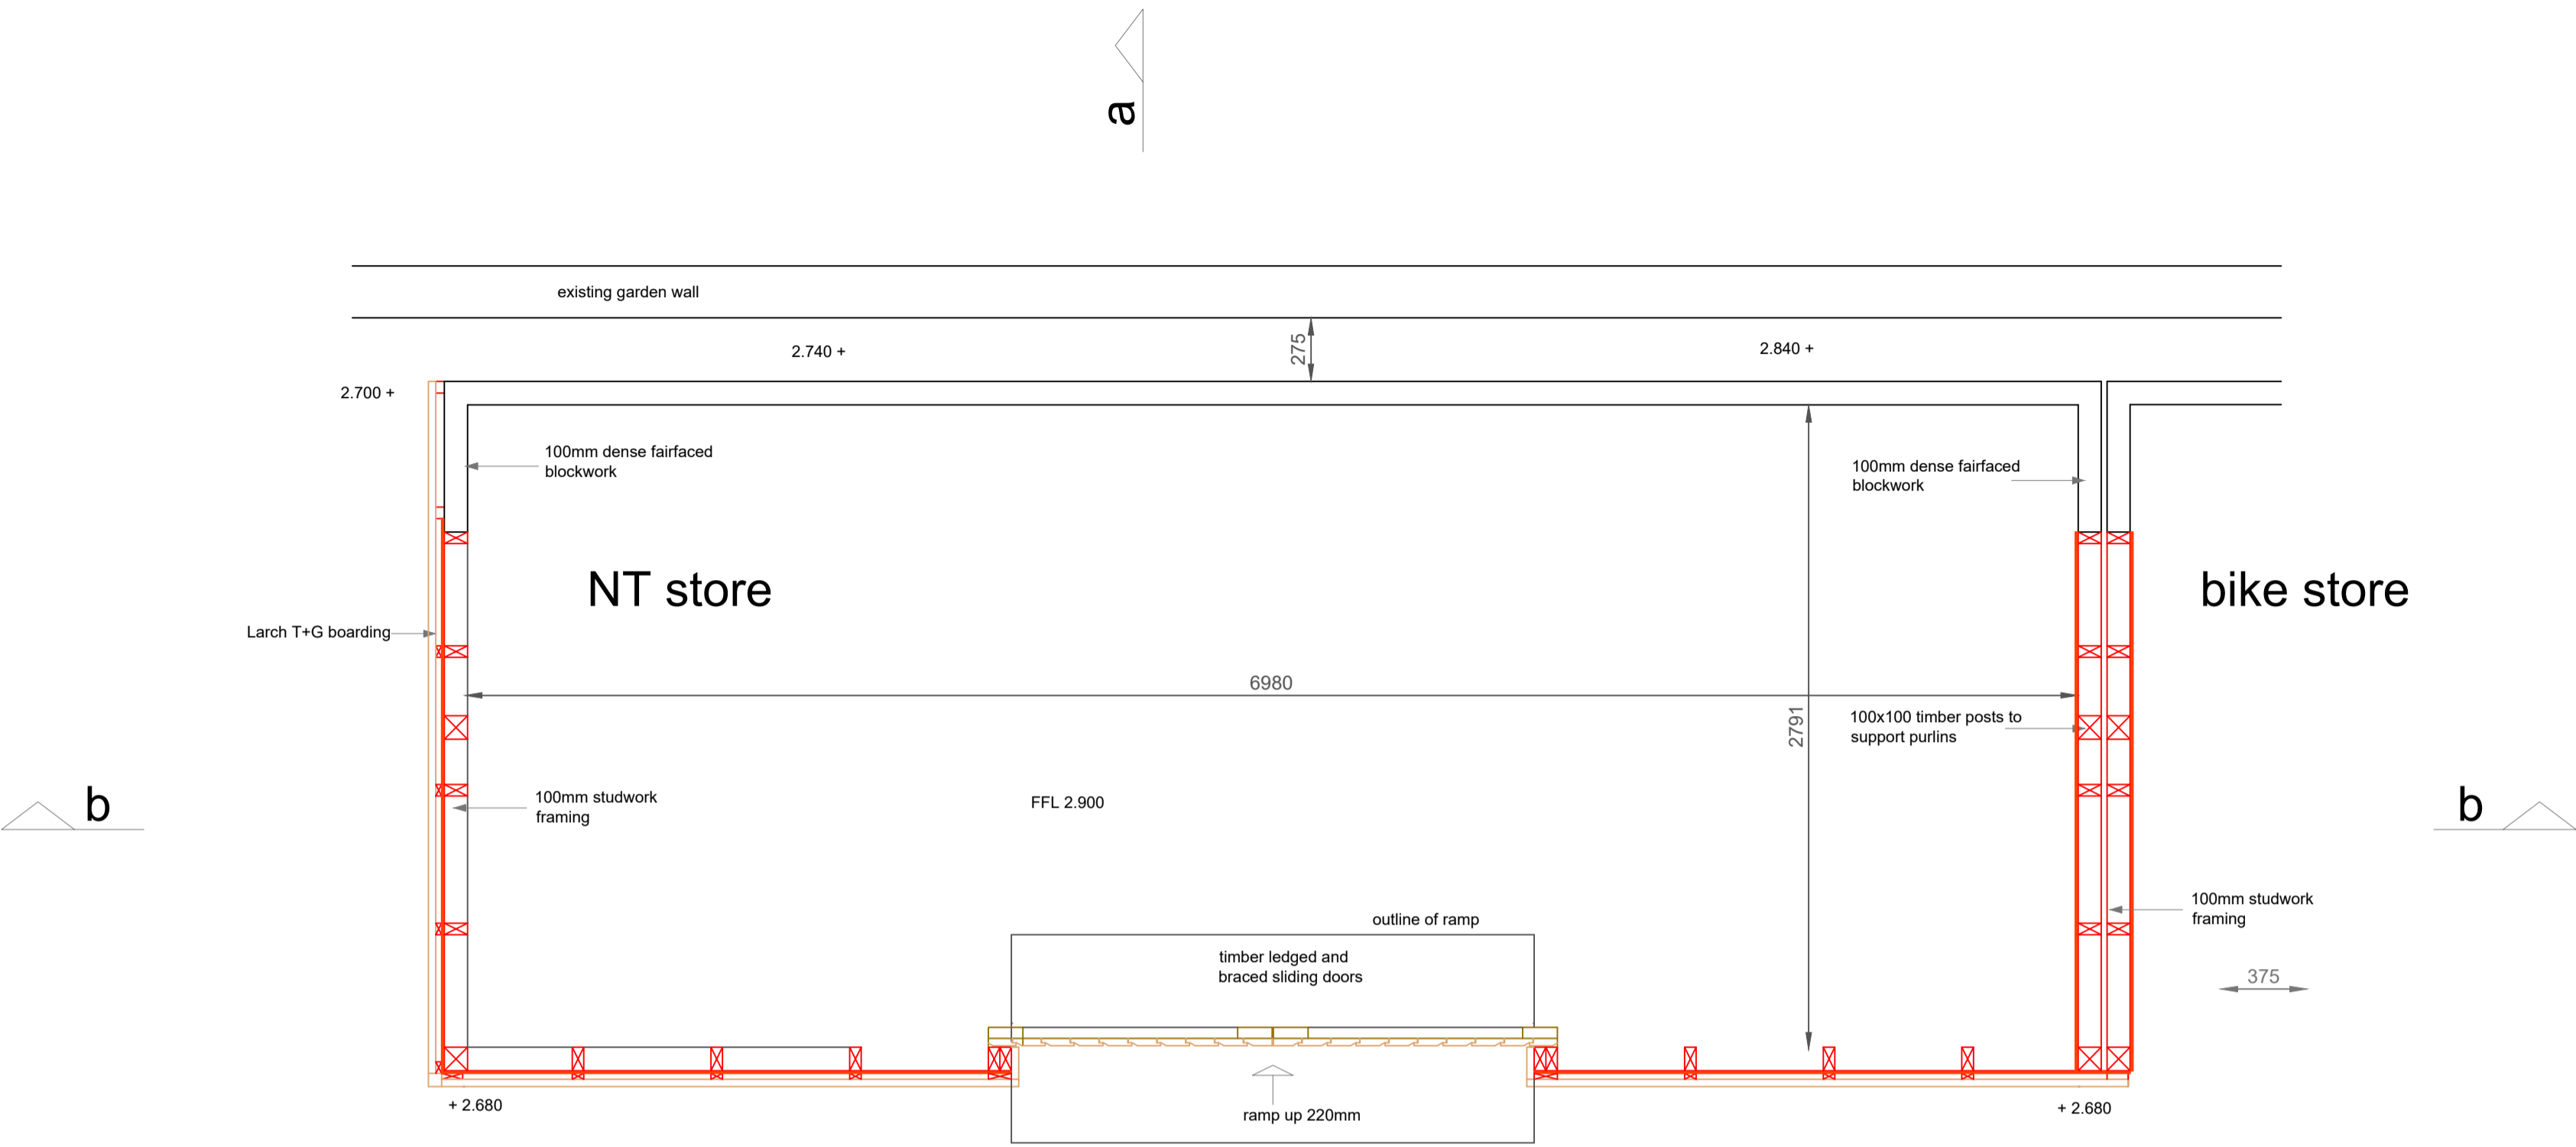 a
existing garden wall
275
2.740 +
2.840 +
2.700 +
100mm dense fairfaced
blockwork
100mm dense fairfaced
blockwork
NT store
bike store
Larch T+G boarding
6980
2791
100x100 timber posts to
support purlins
b
100mm studwork
framing
FFL 2.900
b
100mm studwork
framing
outline of ramp
timber ledged and
braced sliding doors
375
ramp up 220mm
+ 2.680
+ 2.680